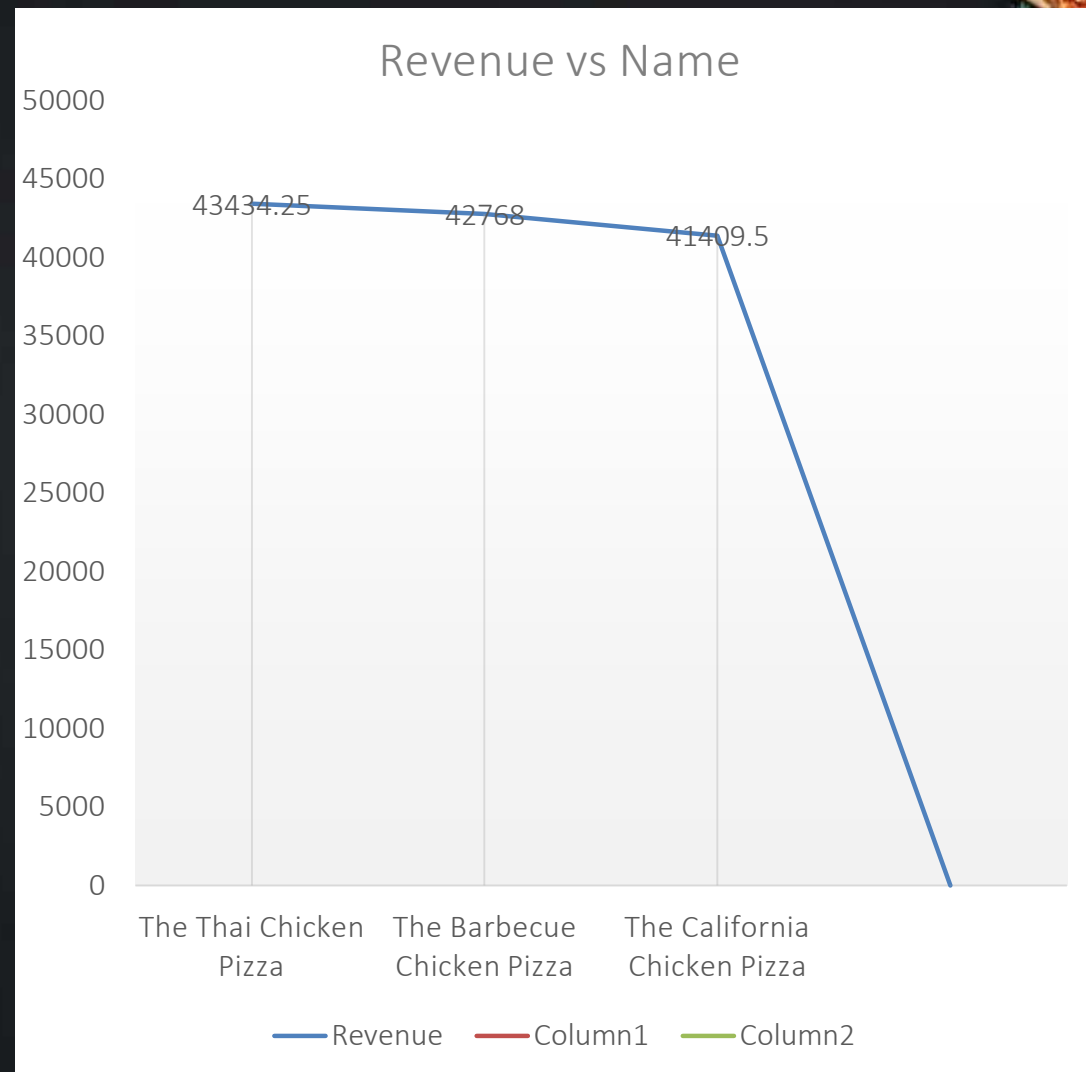 Revenue vs Name
50000
45000
40000
35000
30000
25000
20000
15000
10000
5000
0
43434.25
42768
41409.5
The Thai Chicken
Pizza
The Barbecue
Chicken Pizza
The California
Chicken Pizza
Revenue Column1 Column2